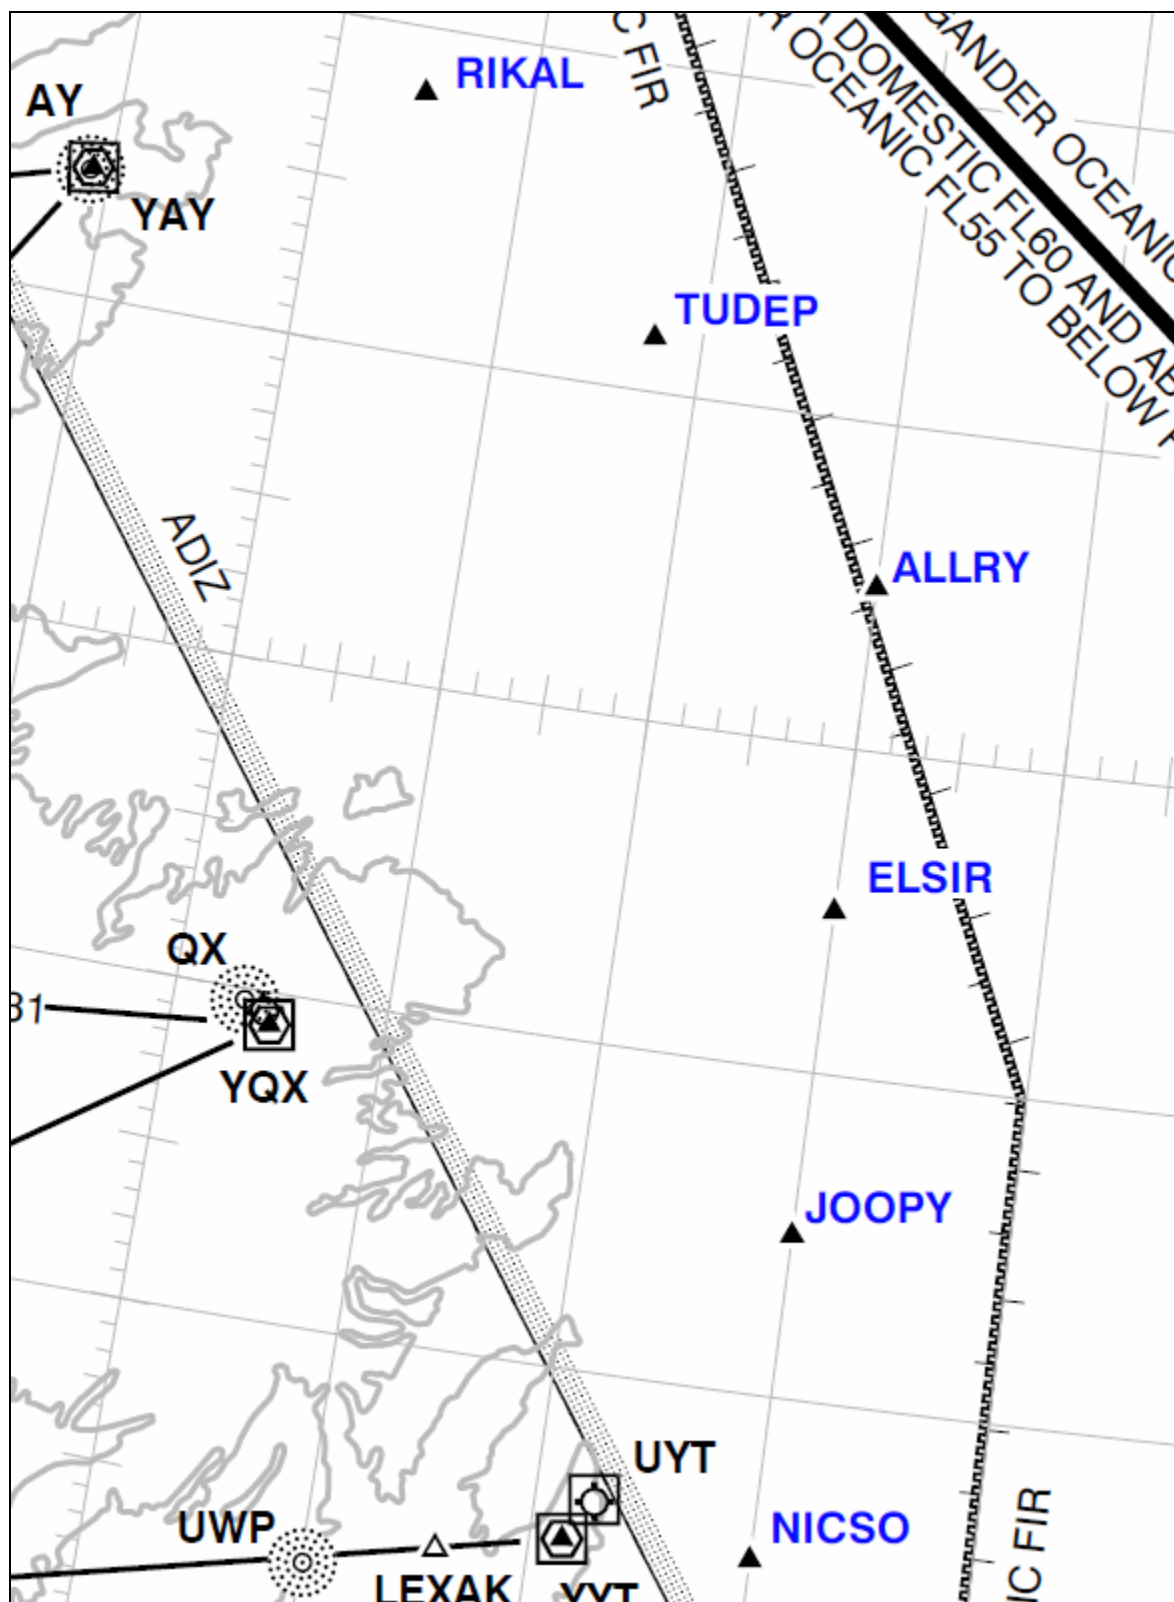 C FIR
GANDER OCEANIC
DOMESTIC FL60 AND
OCEANIC FL55 TO BELOW
RIKAL
AY
YAY
TUDEP
ADIZ
ALLRY
ELSIR
QX
31
YQX
JOOPY
UYT
UWP
NICSO
LEXAK
YYT
IC FIR